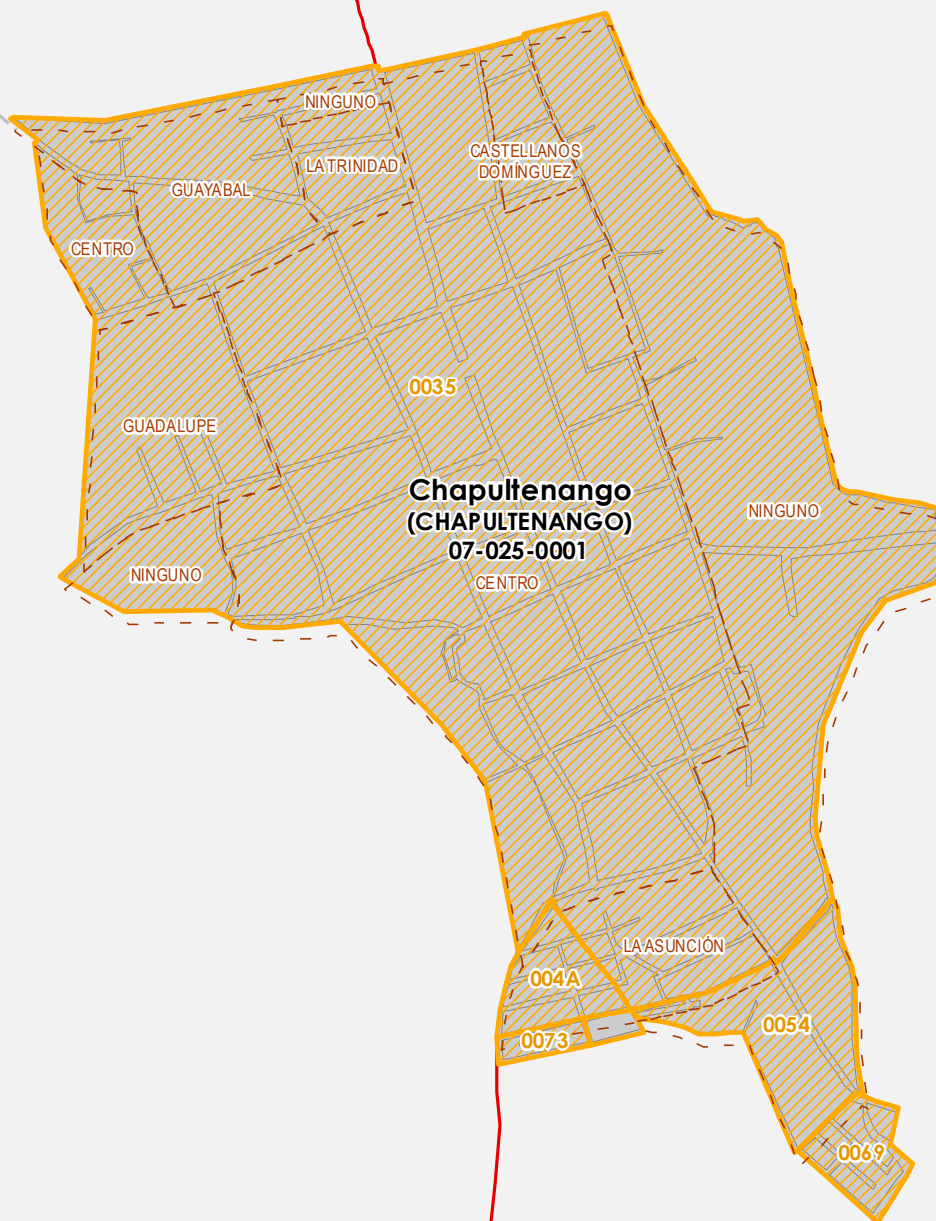 NINGUNO
LA TRINIDAD
CASTELLANOS
DOMÍNGUEZ
GUAYABAL
CENTRO
0035
GUADALUPE
Chapultenango
(CHAPULTENANGO)
07-025-0001
NINGUNO
NINGUNO
CENTRO
LA ASUNCIÓN
004A
0054
0073
0069